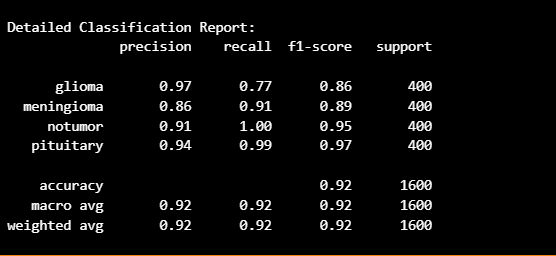 Detailed Classification Report:
precision recall f1-score support
glioma 0.97 0.77 0.86 400
meningioma 0.86 0.91 0.89 400
notumor 0.91 1.00 0.95 400
pituitary 0.94 0.99 0.97 400
accuracy 0.92 1600
macro avg 0.92 0.92 0.92 1600
weighted avg 0.92 0.92 0.92 1600